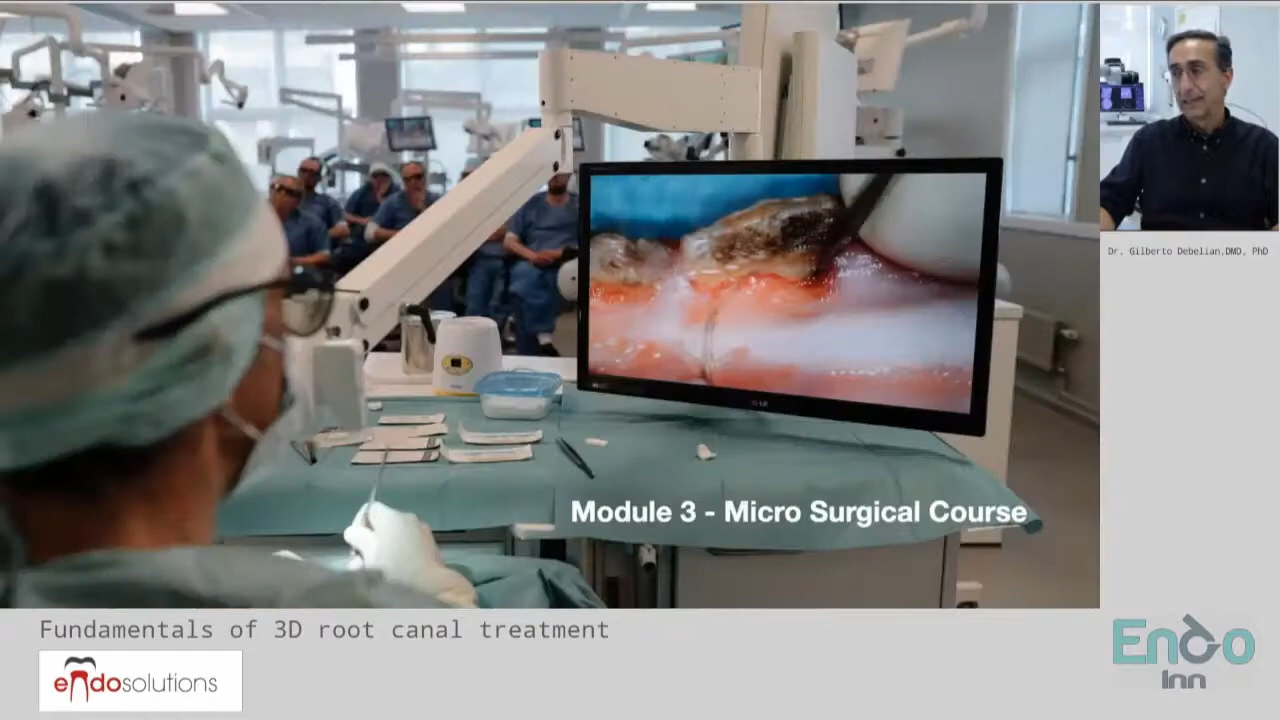 Dr. Gilberto Debelian,DMD, PhD
LG
Module 3 - Micro Surgical Course
Fundamentals of 3D root canal treatment
endosolutions
Endo
Inn